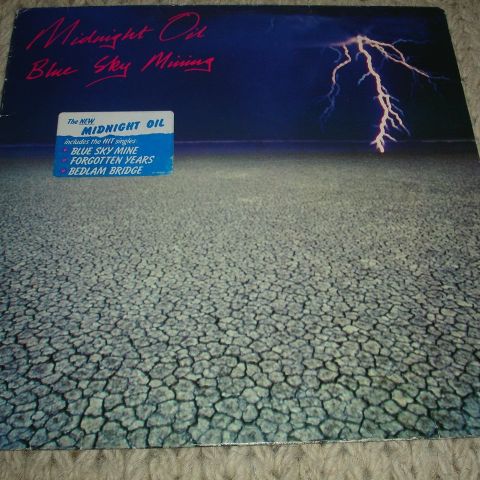 Midnight Oil
Blue Sky Mining
The NEW
MIDNIGHT OIL
includes the HIT singles:
• BLUE SKY MINE
• FORGOTTEN YEARS
• BEDLAM BRIDGE